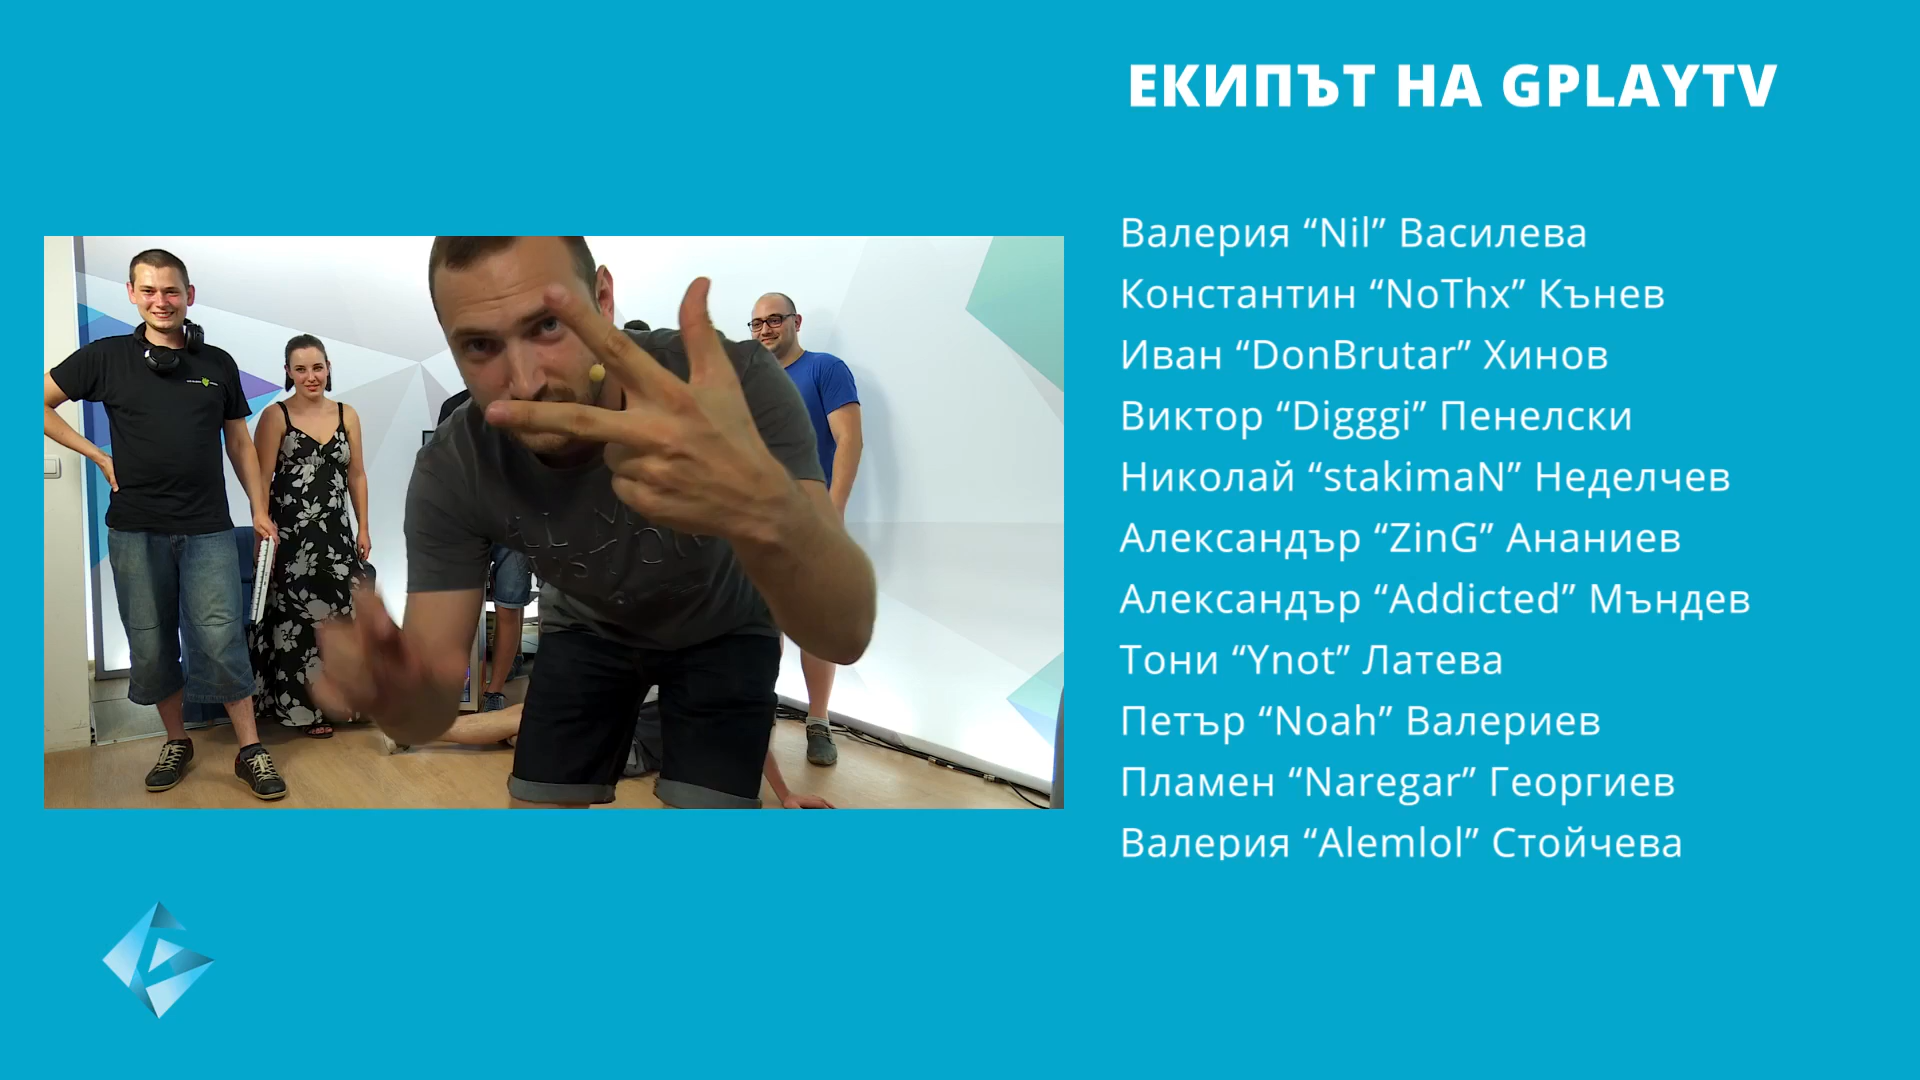 ЕКИПЪТ НА GPLAYTV
Валерия “Nil” Василева
Константин “NoThx” Кънев
Иван “DonBrutar” Хинов
Виктор “Digggi” Пенелски
Николай “stakimaN” Неделчев
Александър “ZinG” Ананиев
Александър “Addicted” Мъндев
Тони “Ynot” Латева
Петър “Noah” Валериев
Пламен “Naregar” Георгиев
Валерия “Alemlol” Стойчева